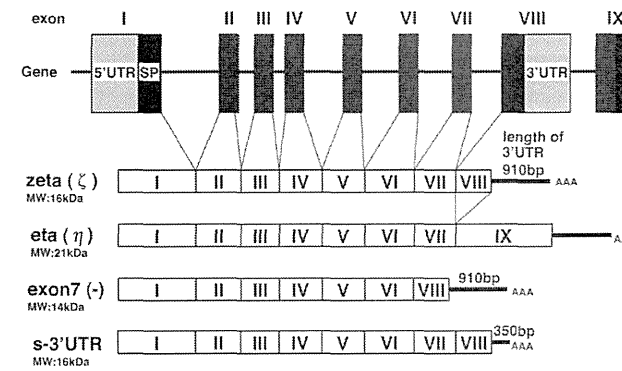 exon I II III IV V VI VII VIII IX
Gene 5'UTR SP 3'UTR
length of
3'UTR
910bp
zeta ( ζ ) I II III IV V VI VII VIII AAA
MW:16kDa
eta ( η ) I II III IV V VI VII IX
MW:21kDa
exon7 (-) I II III IV V VI VIII 910bp AAA
MW:14kDa
s-3'UTR I II III IV V VI VII VIII 350bp AAA
MW:16kDa